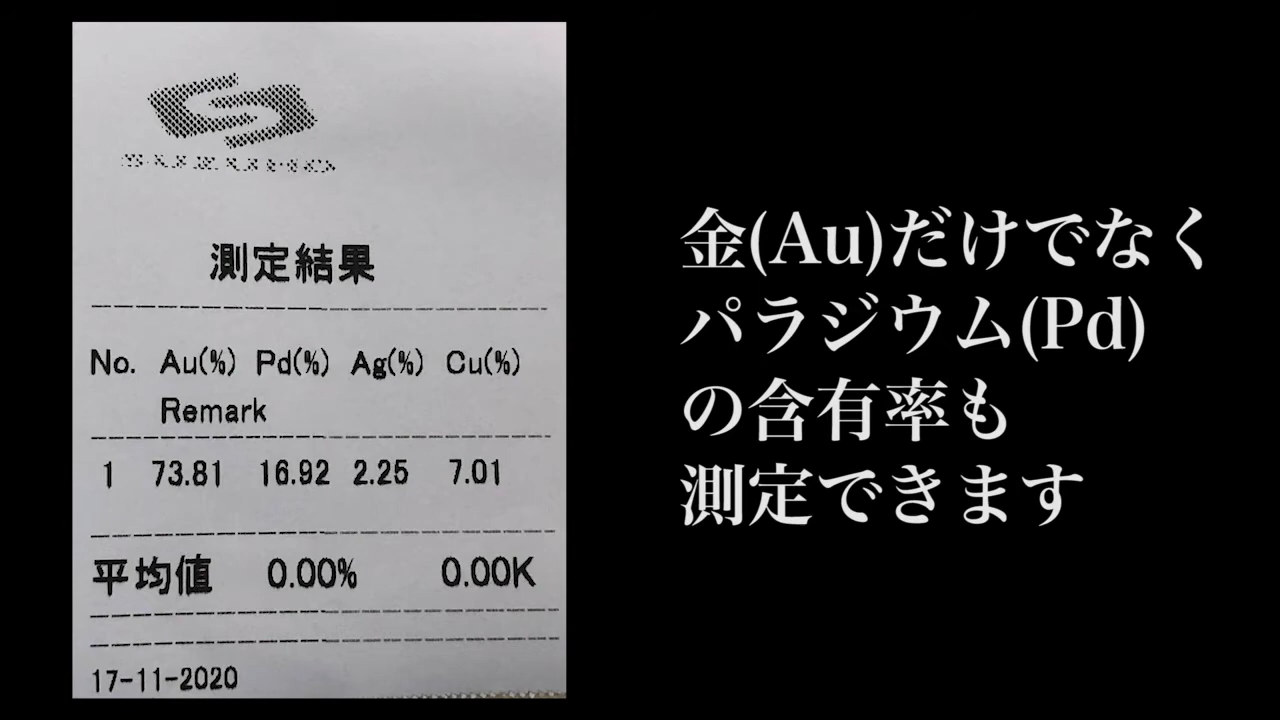 測定結果
No. Au(%) Pd(%) Ag(%) Cu(%)
Remark
1 73.81 16.92 2.25 7.01
平均値 0.00% 0.00K
17-11-2020
金(Au)だけでなく
パラジウム(Pd)
の含有率も
測定できます